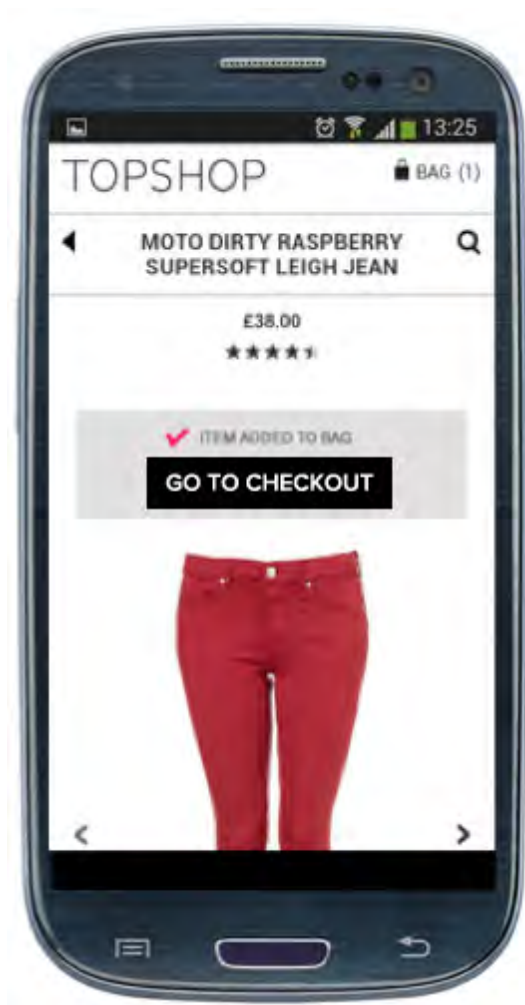 13:25
TOPSHOP
BAG (1)
MOTO DIRTY RASPBERRY
SUPERSOFT LEIGH JEAN
£38.00
ITEM ADDED TO BAG
GO TO CHECKOUT